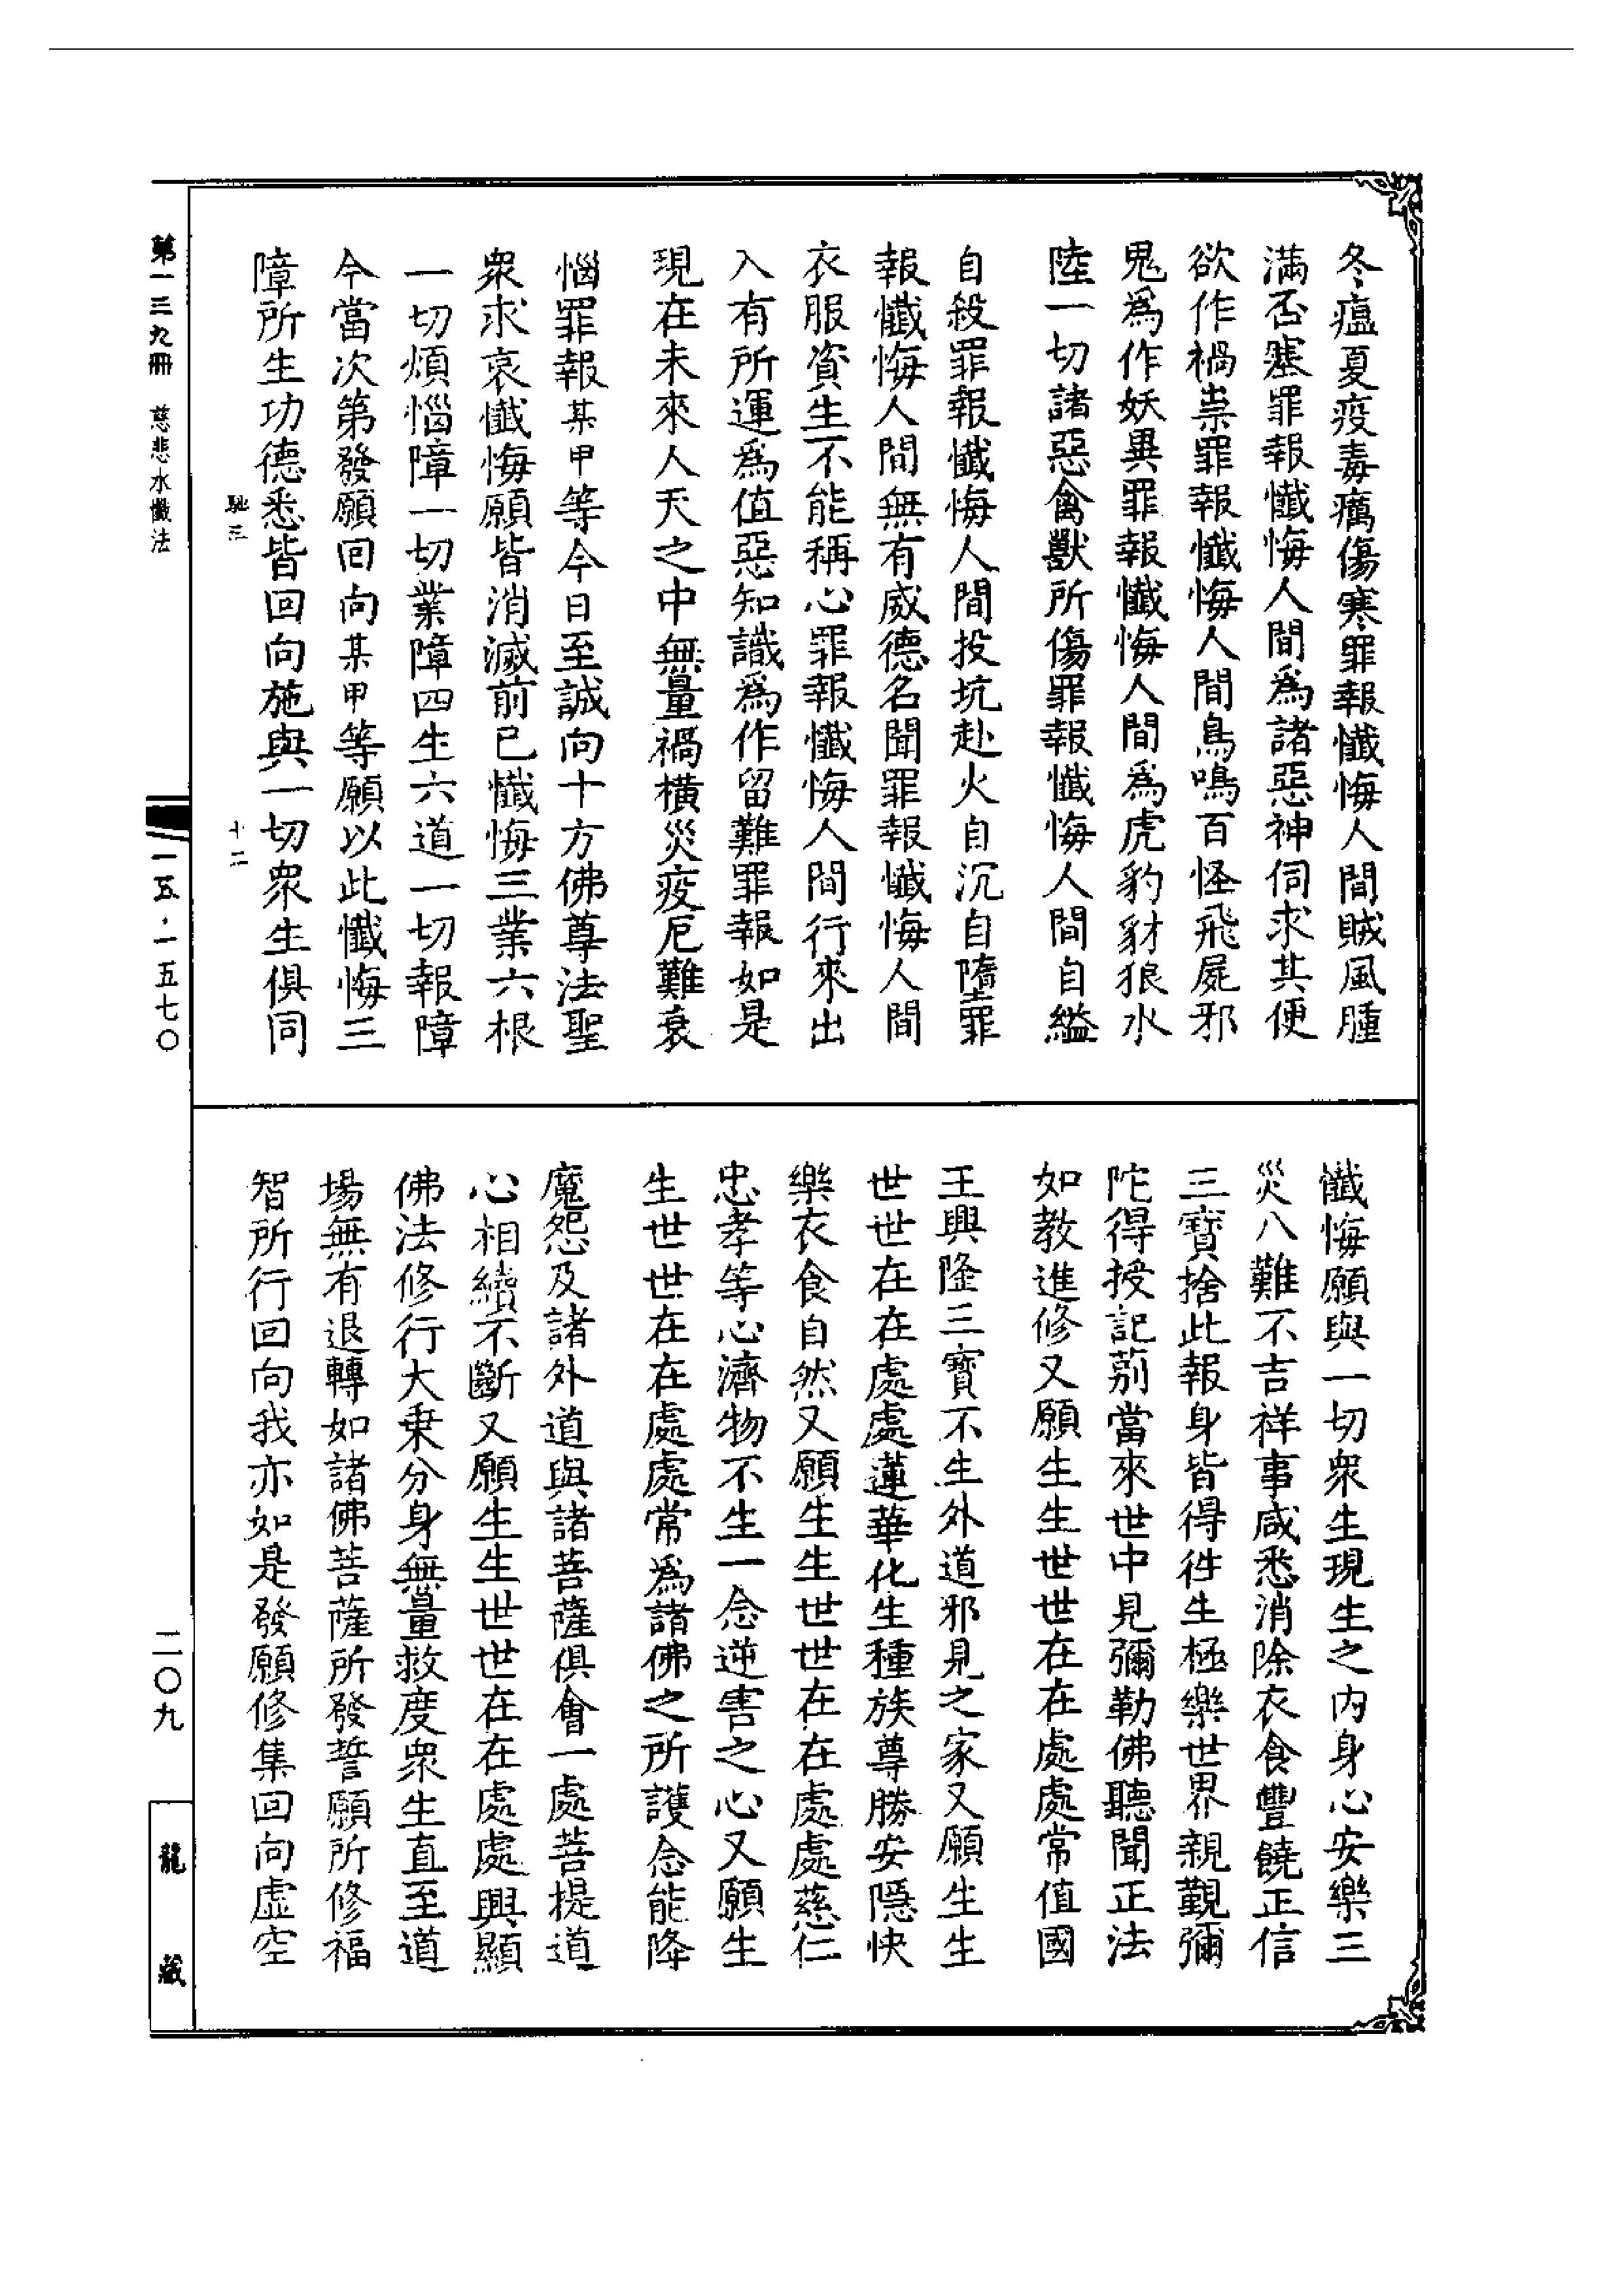 冬瘟夏疫毒癘傷寒罪報懺悔人間賊風腫
滿否塞罪報懺悔人間為諸惡神伺求其便
欲作禍祟罪報懺悔人間鳥鳴百怪飛屍邪
鬼為作妖異罪報懺悔人間為虎豹豺狼水
陸一切諸惡禽獸所傷罪報懺悔人間自縊
自殺罪報懺悔人間投坑赴火自沉自墮罪
報懺悔人間無有威德名聞罪報懺悔人間
衣服資生不能稱心罪報懺悔人間行來出
入有所運為值惡知識為作留難罪報如是
現在未來人天之中無量禍橫災疫厄難衰
惱罪報某甲等今日至誠向十方佛尊法聖
眾求哀懺悔願皆消滅前已懺悔三業六根
一切煩惱障一切業障四生六道一切報障
今當次第發願回向某甲等願以此懺悔三
障所生功德悉皆回向施與一切眾生俱同
馳三 十二
懺悔願與一切眾生現生之內身心安樂三
災八難不吉祥事咸悉消除衣食豐饒正信
三寶捨此報身皆得徃生極樂世界親覲彌
陀得授記莂當來世中見彌勒佛聽聞正法
如教進修又願生生世世在在處處常值國
王興隆三寶不生外道邪見之家又願生生
世世在在處處蓮華化生種族尊勝安隱快
樂衣食自然又願生生世世在在處處慈仁
忠孝等心濟物不生一念逆害之心又願生
生世世在在處處常為諸佛之所護念能降
魔怨及諸外道與諸菩薩俱會一處菩提道
心相續不斷又願生生世世在在處處興顯
佛法修行大乘分身無量救度眾生直至道
場無有退轉如諸佛菩薩所發誓願所修福
智所行回向我亦如是發願修集回向虛空
第一三九冊 慈悲水懺法
一五·一五七〇
二〇九
龍藏